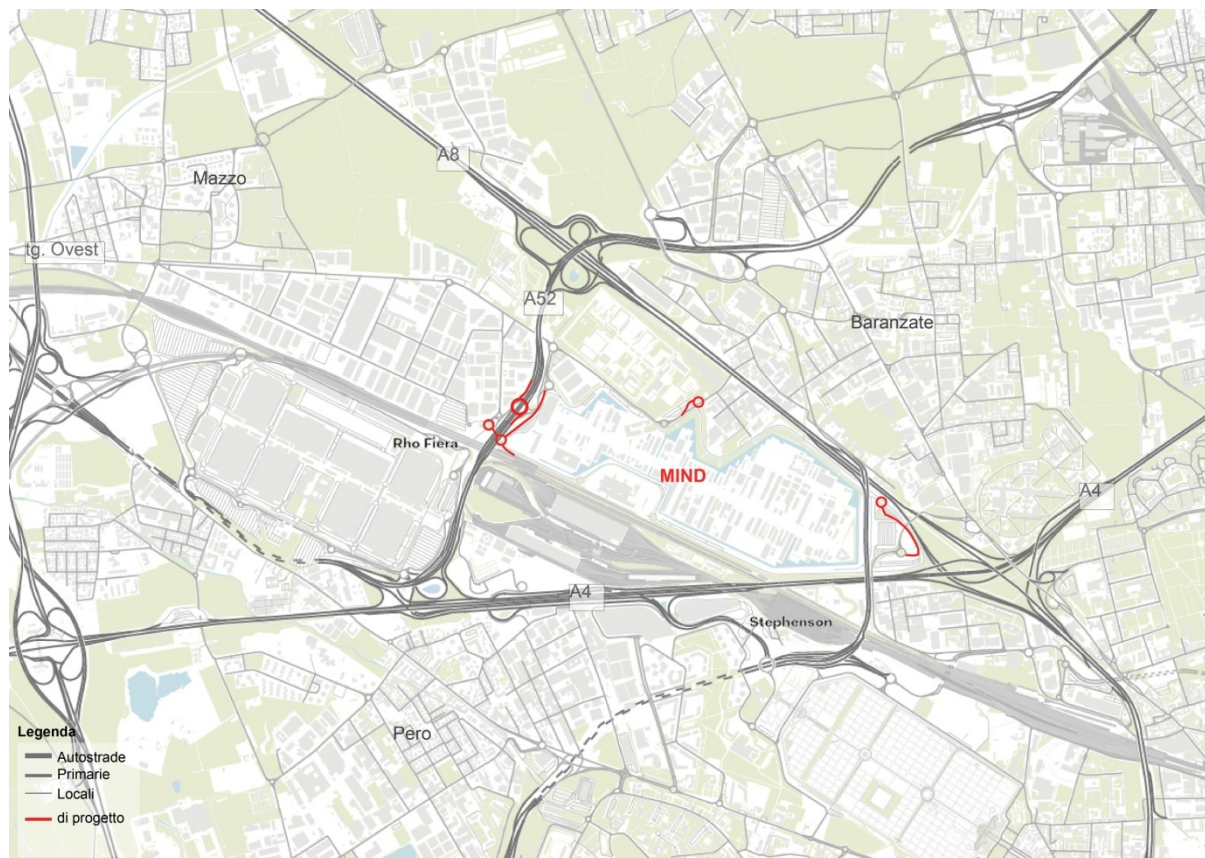 A8
Mazzo
tg. Ovest
A52
Baranzate
Rho Fiera
MIND
A4
A4
Stephenson
Pero
Legenda
Autostrade
Primarie
Locali
di progetto